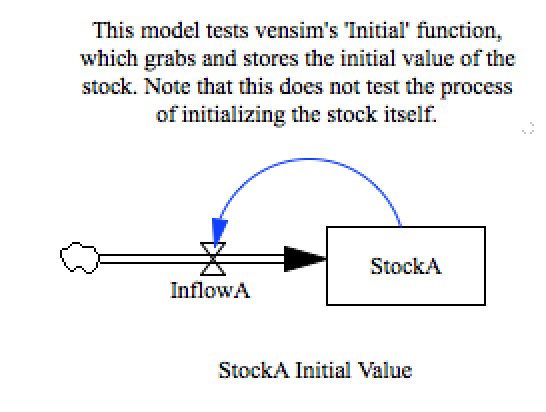 This model tests vensim's 'Initial' function,
which grabs and stores the initial value of the
stock. Note that this does not test the process
of initializing the stock itself.
StockA
InflowA
StockA Initial Value